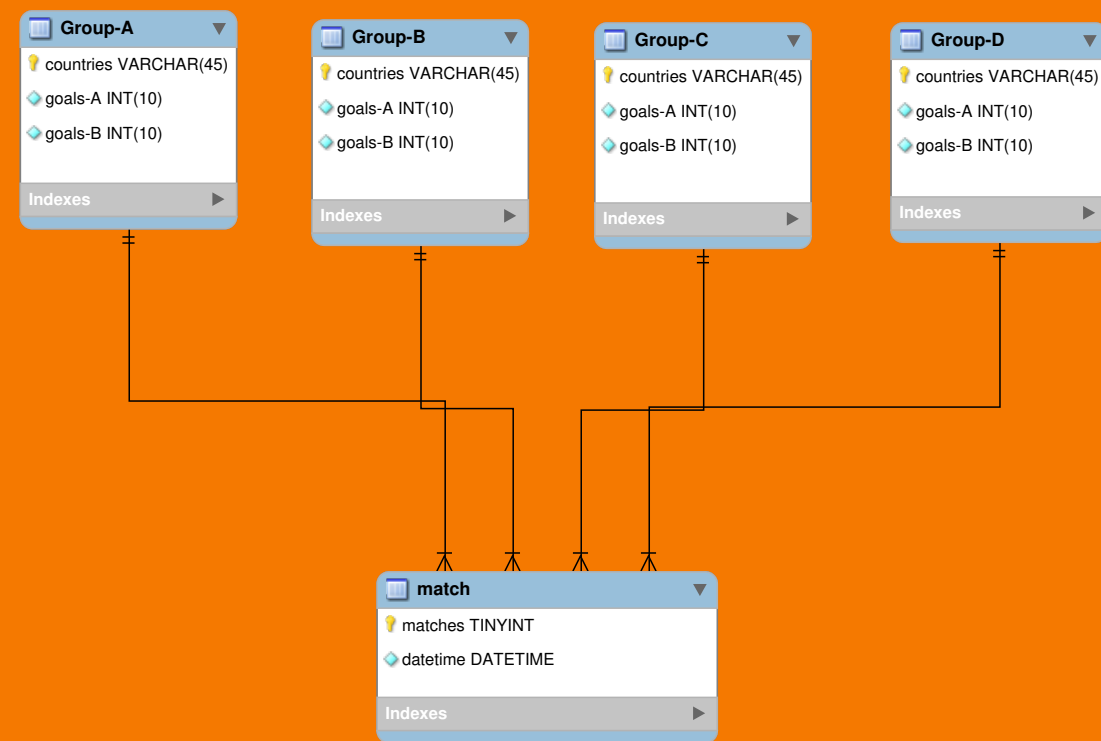 Group-A
countries VARCHAR(45)
goals-A INT(10)
goals-B INT(10)
Indexes
Group-B
countries VARCHAR(45)
goals-A INT(10)
goals-B INT(10)
Indexes
Group-C
countries VARCHAR(45)
goals-A INT(10)
goals-B INT(10)
Indexes
Group-D
countries VARCHAR(45)
goals-A INT(10)
goals-B INT(10)
Indexes
match
matches TINYINT
datetime DATETIME
Indexes